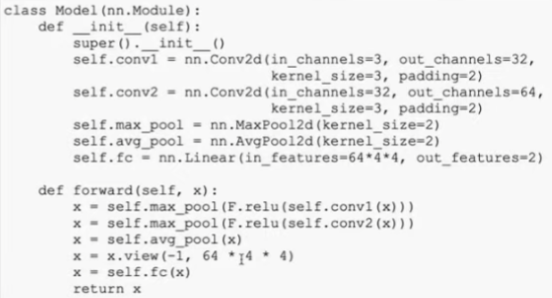 class Model(nn.Module):
    def __init__(self):
        super().__init__()
        self.conv1 = nn.Conv2d(in_channels=3, out_channels=32,
                               kernel_size=3, padding=2)
        self.conv2 = nn.Conv2d(in_channels=32, out_channels=64,
                               kernel_size=3, padding=2)
        self.max_pool = nn.MaxPool2d(kernel_size=2)
        self.avg_pool = nn.AvgPool2d(kernel_size=2)
        self.fc = nn.Linear(in_features=64*4*4, out_features=2)

    def forward(self, x):
        x = self.max_pool(F.relu(self.conv1(x)))
        x = self.max_pool(F.relu(self.conv2(x)))
        x = self.avg_pool(x)
        x = x.view(-1, 64 * 4 * 4)
        x = self.fc(x)
        return x